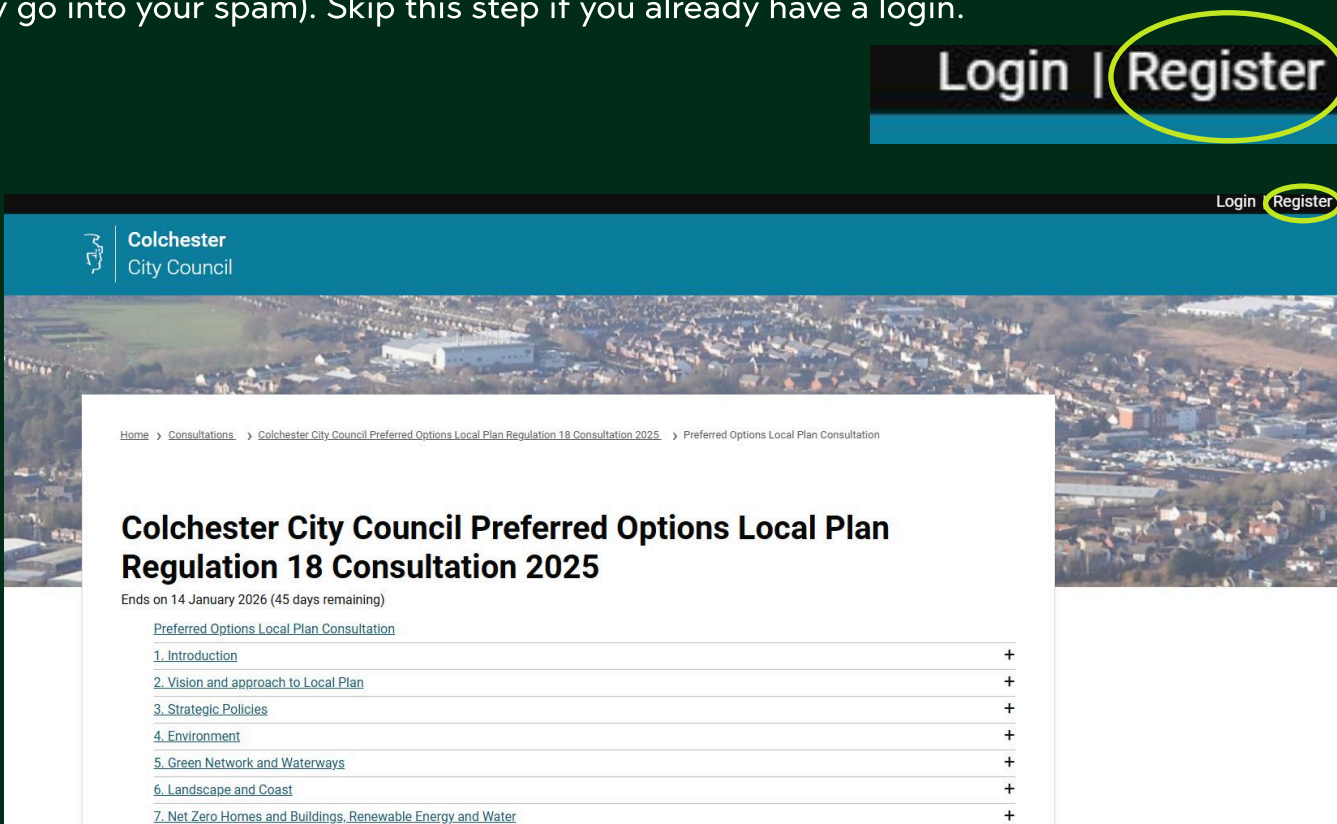 go into your spam). Skip this step if you already have a login.
Login | Register
Login | Register
Colchester
City Council
Home > Consultations > Colchester City Council Preferred Options Local Plan Regulation 18 Consultation 2025 > Preferred Options Local Plan Consultation
Colchester City Council Preferred Options Local Plan
Regulation 18 Consultation 2025
Ends on 14 January 2026 (45 days remaining)
Preferred Options Local Plan Consultation
1. Introduction +
2. Vision and approach to Local Plan +
3. Strategic Policies +
4. Environment +
5. Green Network and Waterways +
6. Landscape and Coast +
7. Net Zero Homes and Buildings, Renewable Energy and Water +